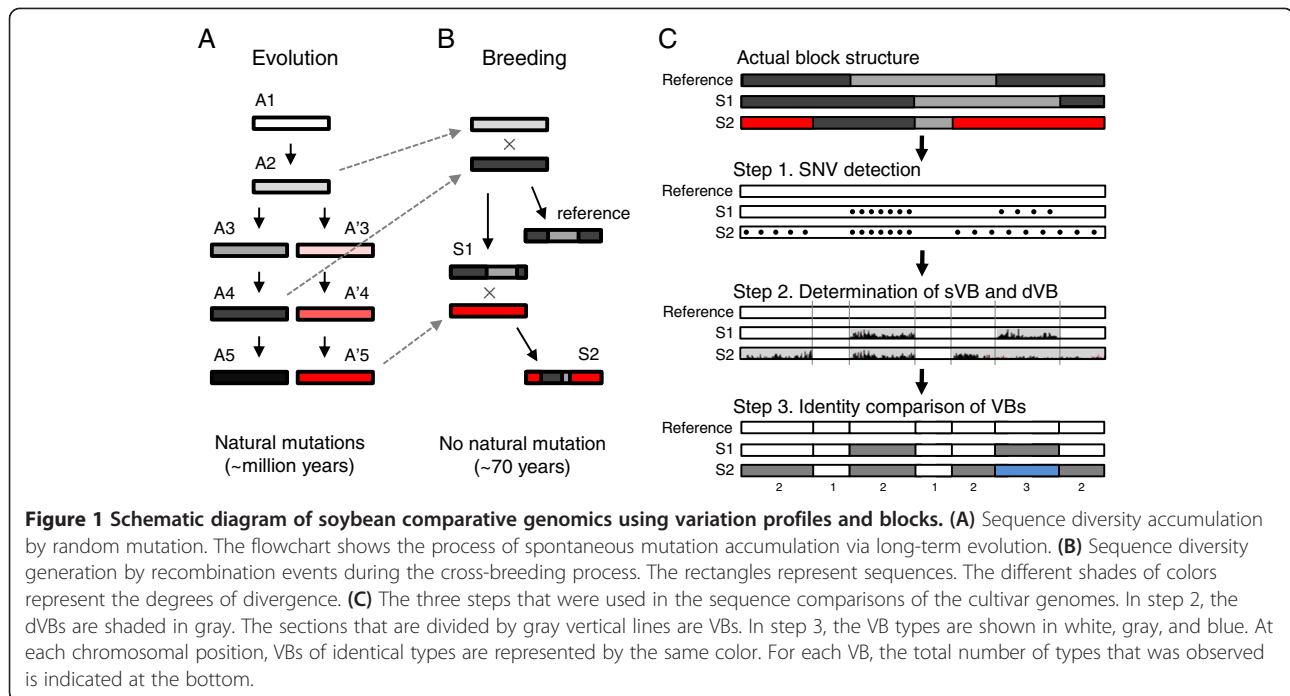 A
Evolution
A1
A2
A3
A'3
A4
A'4
A5
A'5
Natural mutations
(~million years)
B
Breeding
×
reference
S1
×
S2
No natural mutation
(~70 years)
C
Actual block structure
Reference
S1
S2
Step 1. SNV detection
Reference
S1
S2
Step 2. Determination of sVB and dVB
Reference
S1
S2
Step 3. Identity comparison of VBs
Reference
S1
S2
2 1 2 1 2 3 2
Figure 1 Schematic diagram of soybean comparative genomics using variation profiles and blocks. (A) Sequence diversity accumulation
by random mutation. The flowchart shows the process of spontaneous mutation accumulation via long-term evolution. (B) Sequence diversity
generation by recombination events during the cross-breeding process. The rectangles represent sequences. The different shades of colors
represent the degrees of divergence. (C) The three steps that were used in the sequence comparisons of the cultivar genomes. In step 2, the
dVBs are shaded in gray. The sections that are divided by gray vertical lines are VBs. In step 3, the VB types are shown in white, gray, and blue. At
each chromosomal position, VBs of identical types are represented by the same color. For each VB, the total number of types that was observed
is indicated at the bottom.